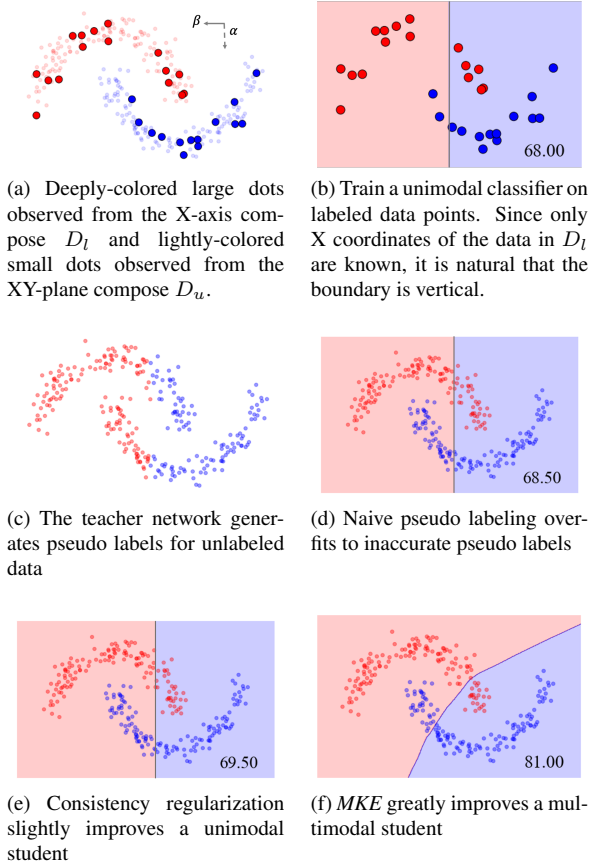 β
α
68.00
(a) Deeply-colored large dots
observed from the X-axis com-
pose D_l and lightly-colored
small dots observed from the
XY-plane compose D_u.
(b) Train a unimodal classifier on
labeled data points. Since only
X coordinates of the data in D_l
are known, it is natural that the
boundary is vertical.
68.50
(c) The teacher network gener-
ates pseudo labels for unlabeled
data
(d) Naive pseudo labeling over-
fits to inaccurate pseudo labels
69.50
81.00
(e) Consistency regularization
slightly improves a unimodal
student
(f) MKE greatly improves a mul-
timodal student